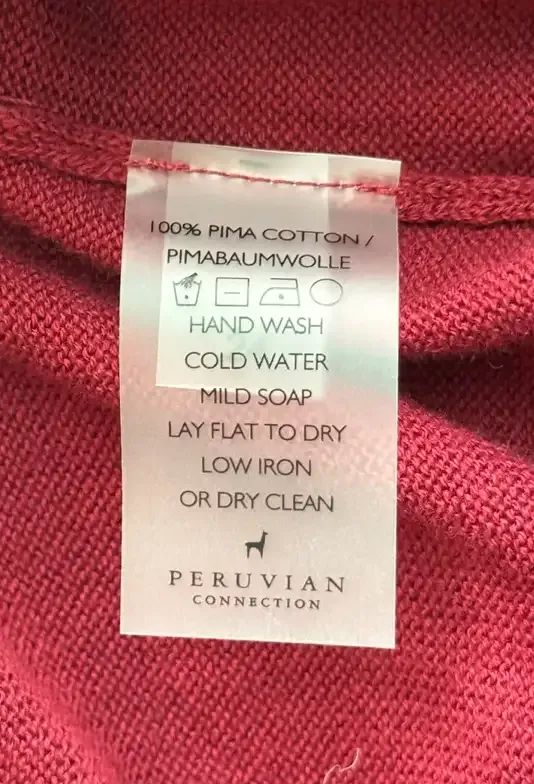 100% PIMA COTTON /
PIMABAUMWOLLE
HAND WASH
COLD WATER
MILD SOAP
LAY FLAT TO DRY
LOW IRON
OR DRY CLEAN
PERUVIAN
CONNECTION